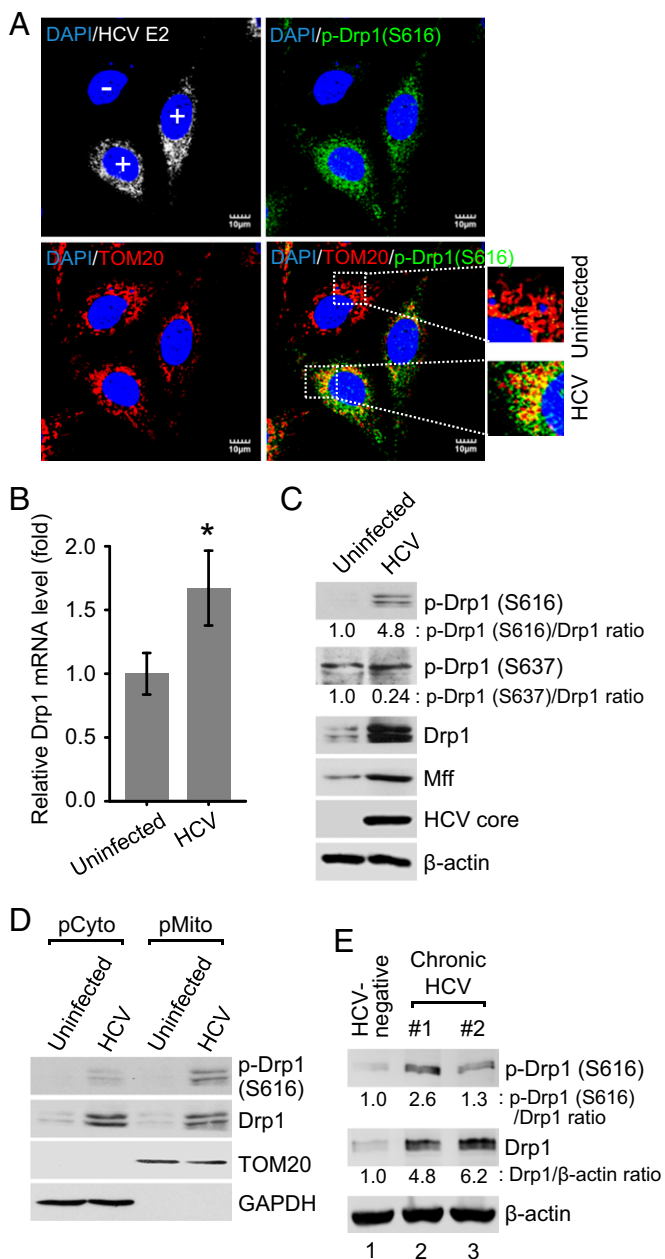 A
DAPI/HCV E2
-
+
+
10μm
DAPI/p-Drp1(S616)
10μm
DAPI/TOM20
10μm
DAPI/TOM20/p-Drp1(S616)
10μm
Uninfected
HCV
B
Relative Drp1 mRNA level (fold)
2.0
1.5
1.0
0.5
0.0
*
Uninfected
HCV
C
Uninfected
HCV
p-Drp1 (S616)
1.0 4.8 : p-Drp1 (S616)/Drp1 ratio
p-Drp1 (S637)
1.0 0.24 : p-Drp1 (S637)/Drp1 ratio
Drp1
Mff
HCV core
β-actin
D
pCyto pMito
Uninfected
HCV
Uninfected
HCV
p-Drp1
(S616)
Drp1
TOM20
GAPDH
E
HCV-
negative
Chronic
HCV
#1 #2
p-Drp1 (S616)
1.0 2.6 1.3 : p-Drp1 (S616)
/Drp1 ratio
Drp1
1.0 4.8 6.2 : Drp1/β-actin ratio
β-actin
1 2 3